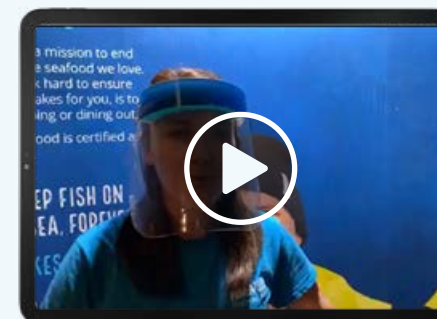 a mission to end
e seafood we love.
k hard to ensure
akes for you, is to
ing or dining out
ood is certified a
EP FISH ON
EA, FOREV
KES